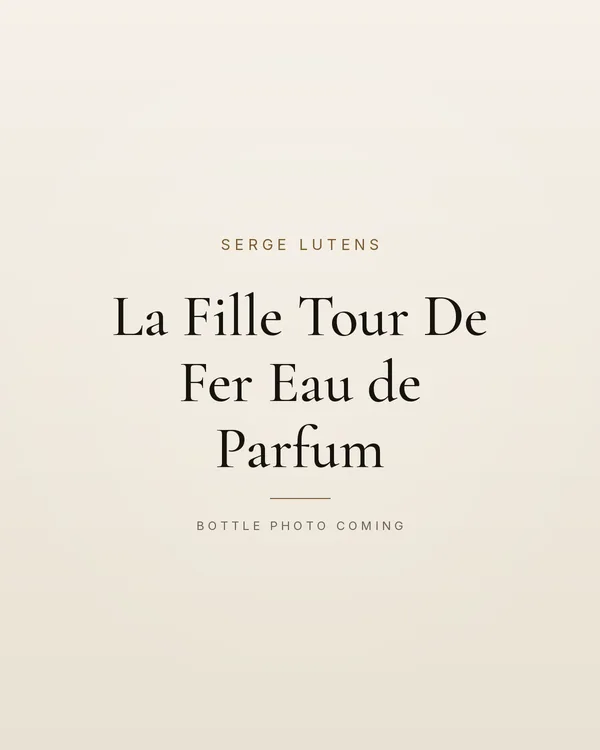 SERGE LUTENS
La Fille Tour De
Fer Eau de
Parfum
BOTTLE PHOTO COMING